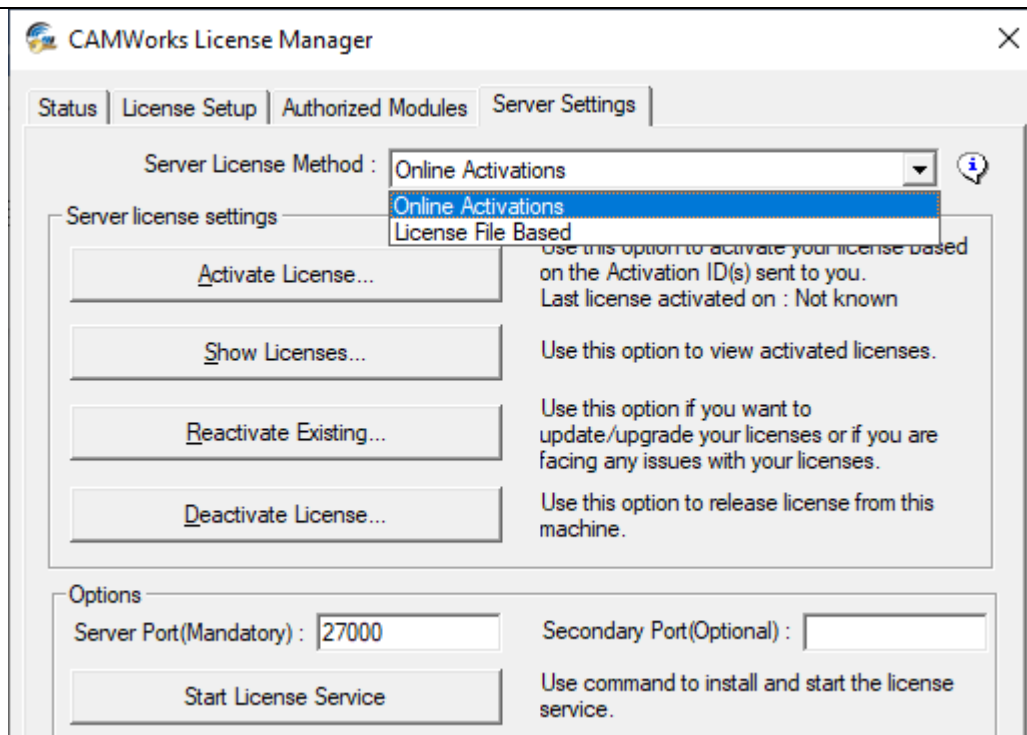 CAMWorks License Manager
Status License Setup Authorized Modules Server Settings
Server License Method : Online Activations
Online Activations
License File Based
Server license settings
Activate License...
Use this option to activate your license based
on the Activation ID(s) sent to you.
Last license activated on : Not known
Show Licenses...
Use this option to view activated licenses.
Reactivate Existing...
Use this option if you want to
update/upgrade your licenses or if you are
facing any issues with your licenses.
Deactivate License...
Use this option to release license from this
machine.
Options
Server Port(Mandatory) : 27000 Secondary Port(Optional) :
Start License Service
Use command to install and start the license
service.